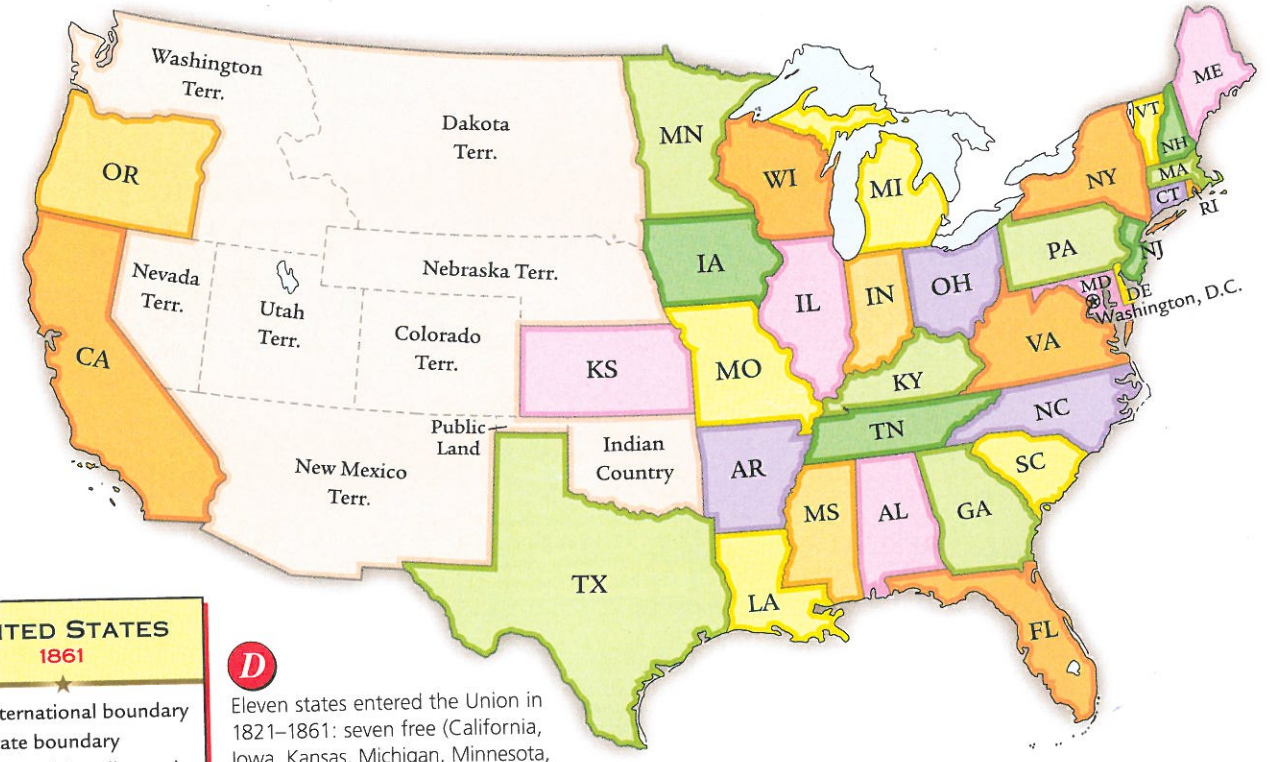 Washington
Terr.
Dakota
Terr.
OR
MN
WI
MI
ME
VT
NH
NY
MA
CT
RI
Nevada
Terr.
Utah
Terr.
Nebraska Terr.
IA
PA
NJ
IL
IN
OH
MD
DE
Washington, D.C.
Colorado
Terr.
CA
KS
MO
KY
VA
Public
Land
Indian
Country
New Mexico
Terr.
AR
TN
NC
SC
MS
AL
GA
TX
LA
FL
ITED STATES
1861
ternational boundary
ate boundary
D
Eleven states entered the Union in
1821–1861: seven free (California,
Iowa, Kansas, Michigan, Minnesota,